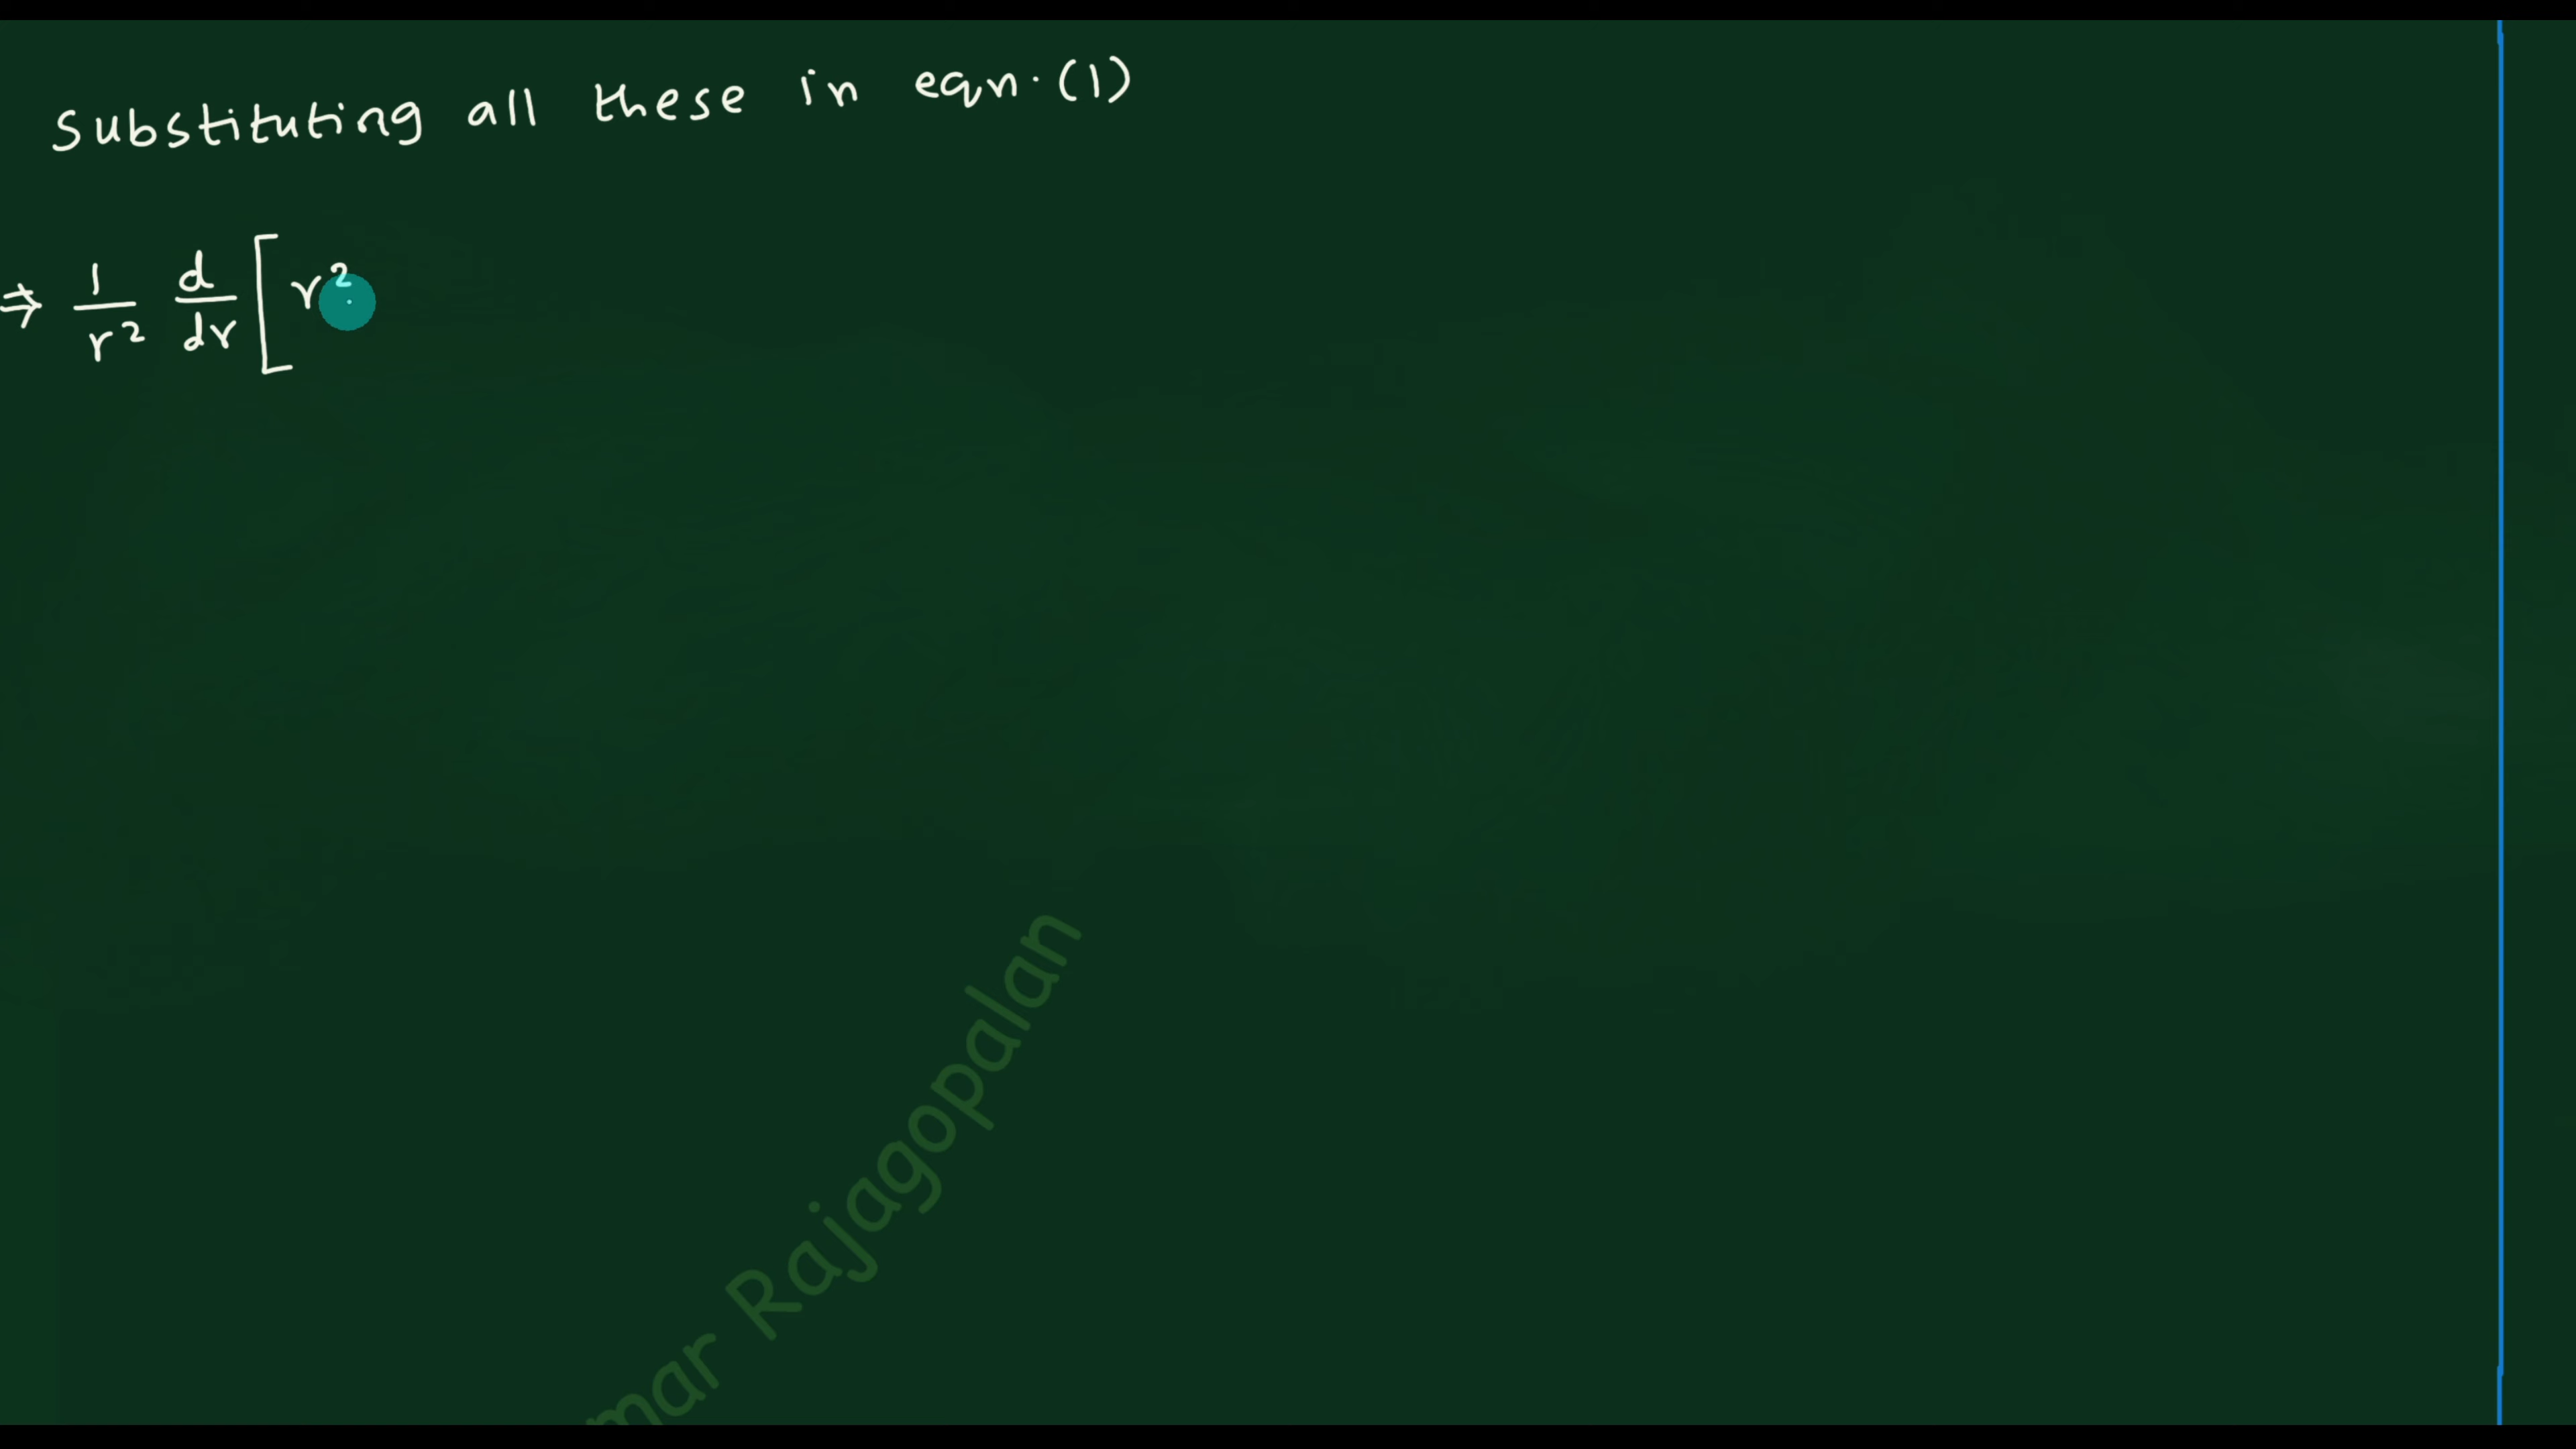 Substituting all these in eqn. (1)
⇒ 1/r² d/dr [ r²
mar Rajagopalan